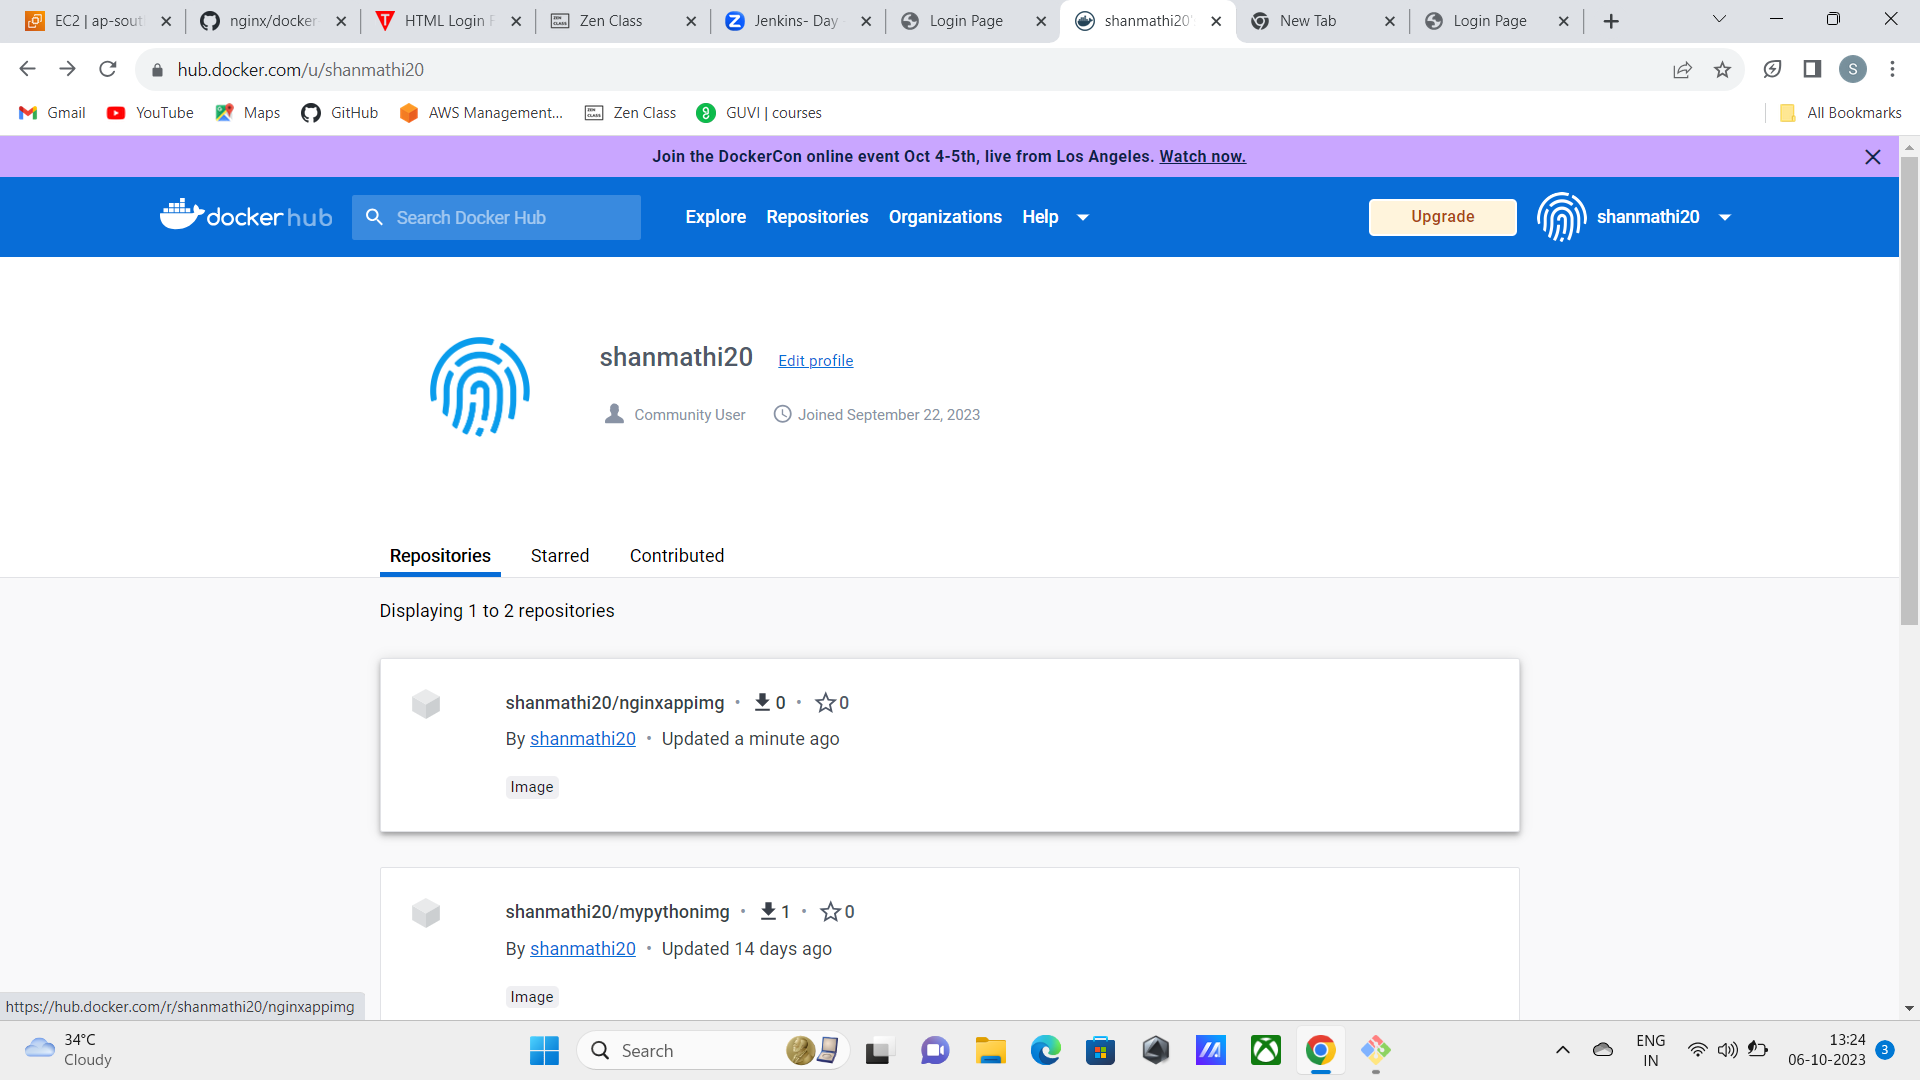 EC2 | ap-sout
nginx/docker-
HTML Login F
Zen Class
Jenkins- Day -
Login Page
shanmathi20'
New Tab
Login Page
hub.docker.com/u/shanmathi20
S
Gmail
YouTube
Maps
GitHub
AWS Management...
Zen Class
GUVI | courses
All Bookmarks
Join the DockerCon online event Oct 4-5th, live from Los Angeles. Watch now.
docker hub
Search Docker Hub
Explore
Repositories
Organizations
Help
Upgrade
shanmathi20
shanmathi20
Edit profile
Community User
Joined September 22, 2023
Repositories
Starred
Contributed
Displaying 1 to 2 repositories
shanmathi20/nginxappimg • 0 • 0
By shanmathi20 • Updated a minute ago
Image
shanmathi20/mypythonimg • 1 • 0
By shanmathi20 • Updated 14 days ago
Image
https://hub.docker.com/r/shanmathi20/nginxappimg
34°C
Cloudy
Search
ENG
IN
13:24
06-10-2023
3